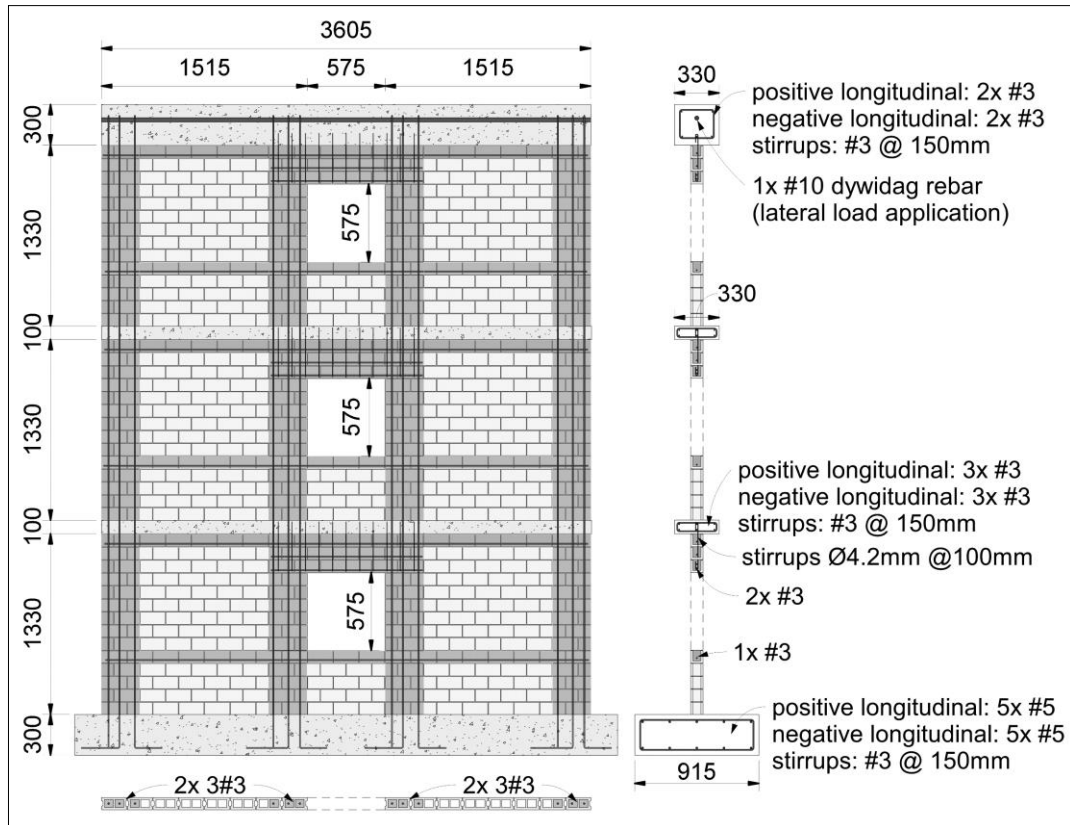 3605
1515
575
1515
330
positive longitudinal: 2x #3
negative longitudinal: 2x #3
stirrups: #3 @ 150mm
1x #10 dywidag rebar
(lateral load application)
300
1330
575
100
330
1330
575
positive longitudinal: 3x #3
negative longitudinal: 3x #3
stirrups: #3 @ 150mm
100
stirrups Ø4.2mm @100mm
2x #3
1330
575
1x #3
300
positive longitudinal: 5x #5
negative longitudinal: 5x #5
stirrups: #3 @ 150mm
915
2x 3#3
2x 3#3